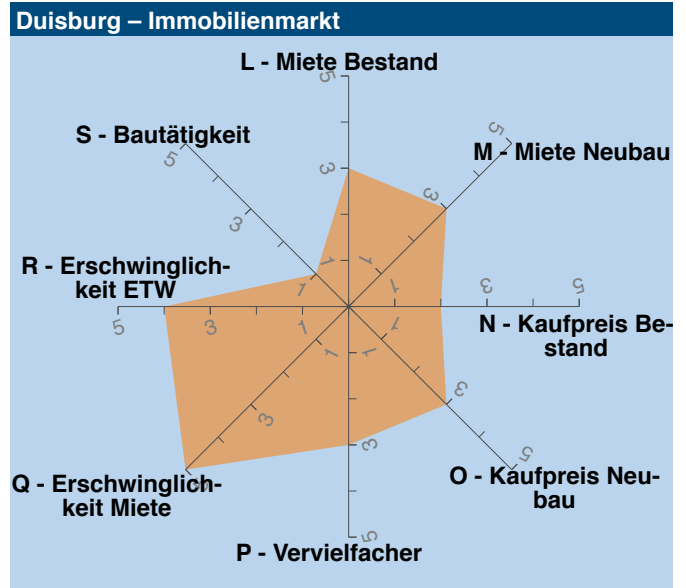 Duisburg – Immobilienmarkt
L - Miete Bestand
5
3
1
M - Miete Neubau
5
3
1
N - Kaufpreis Be-
stand
5
3
1
O - Kaufpreis Neu-
bau
5
3
1
P - Vervielfacher
5
3
1
Q - Erschwinglich-
keit Miete
5
3
1
R - Erschwinglich-
keit ETW
5
3
1
S - Bautätigkeit
5
3
1